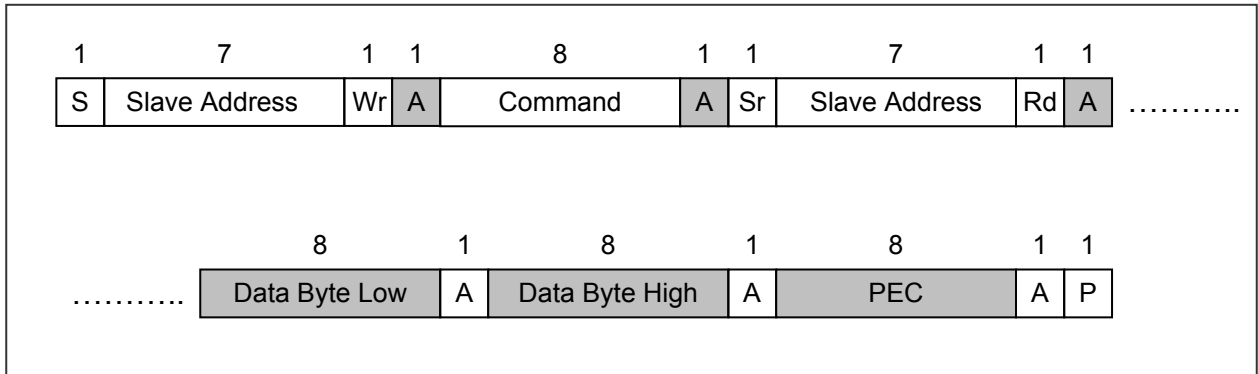 1 7 1 1 8 1 1 7 1 1
S Slave Address Wr A Command A Sr Slave Address Rd A ………..
8 1 8 1 8 1 1
……….. Data Byte Low A Data Byte High A PEC A P